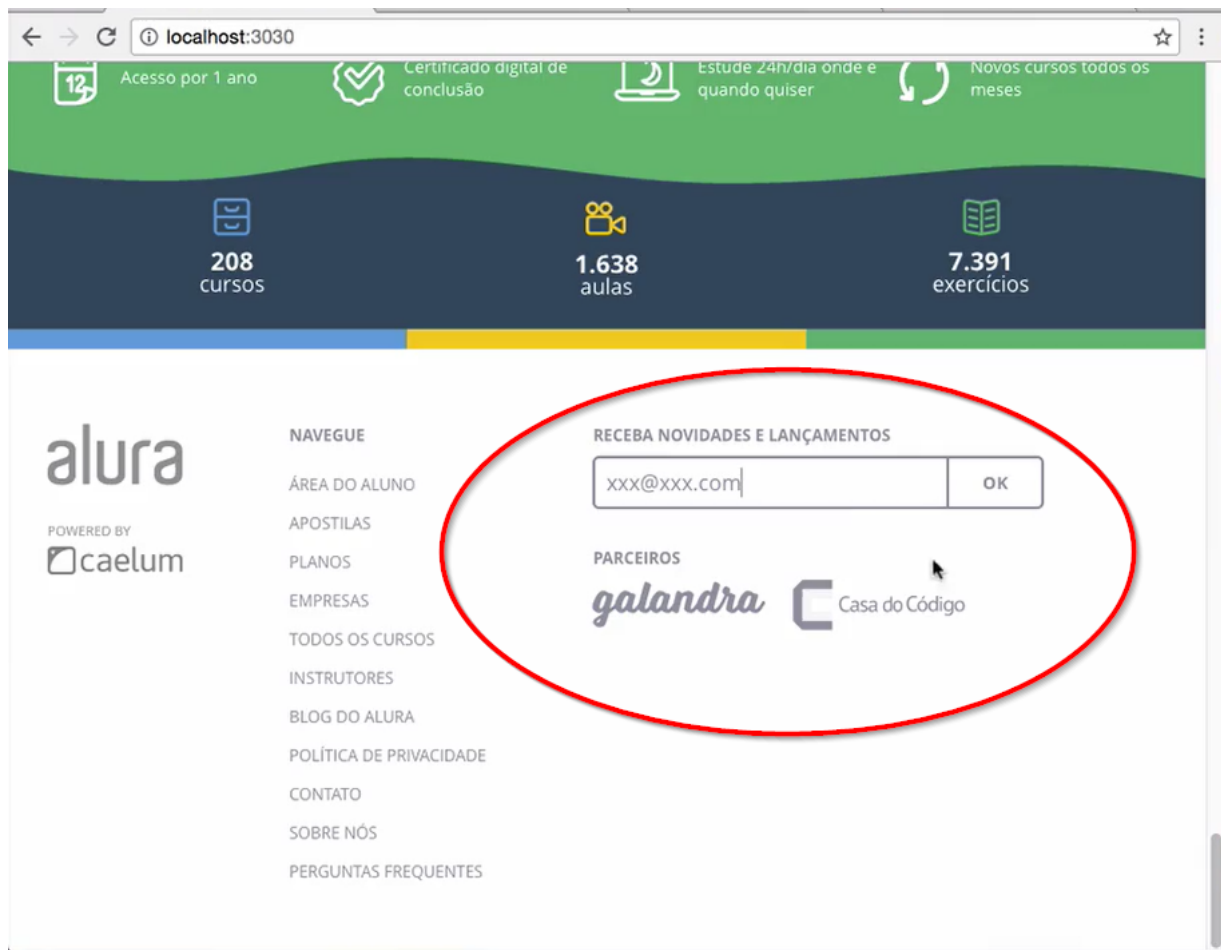 localhost:3030
12
Acesso por 1 ano
Certificado digital de
conclusão
Estude 24h/dia onde e
quando quiser
Novos cursos todos os
meses
208
cursos
1.638
aulas
7.391
exercícios
alura
POWERED BY
caelum
NAVEGUE
ÁREA DO ALUNO
APOSTILAS
PLANOS
EMPRESAS
TODOS OS CURSOS
INSTRUTORES
BLOG DO ALURA
POLÍTICA DE PRIVACIDADE
CONTATO
SOBRE NÓS
PERGUNTAS FREQUENTES
RECEBA NOVIDADES E LANÇAMENTOS
xxx@xxx.com
OK
PARCEIROS
galandra
Casa do Código